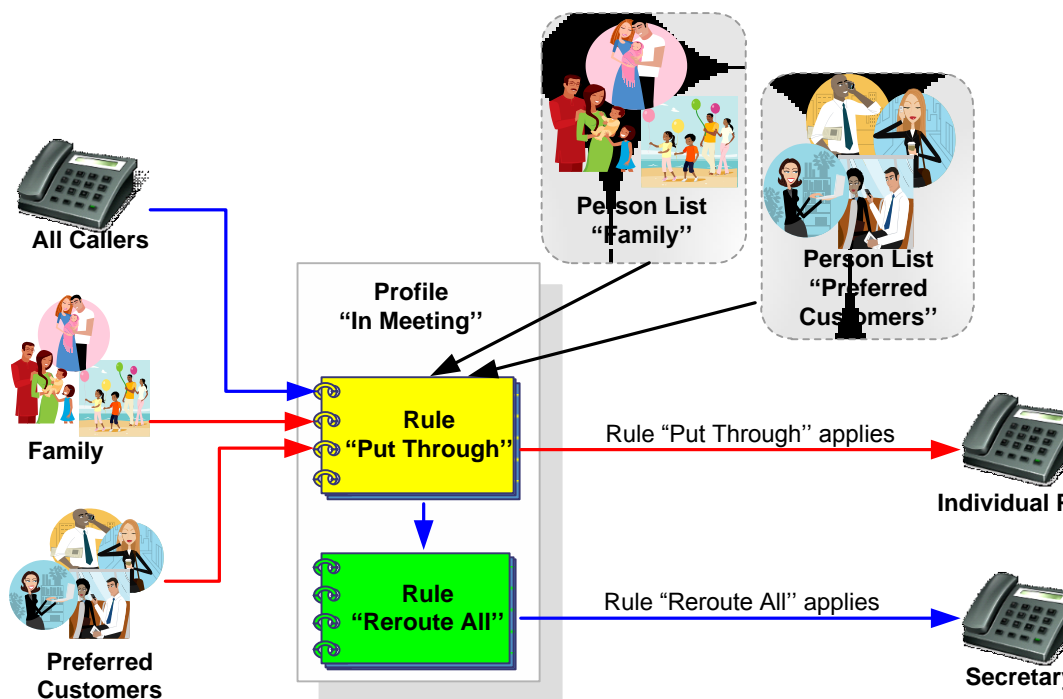 Person List
“Family’’
Person List
“Preferred
Customers’’
All Callers
Profile
“In Meeting’’
Family
Rule
“Put Through’’
Rule “Put Through’’ applies
Individual
Rule
“Reroute All’’
Rule “Reroute All’’ applies
Preferred
Customers